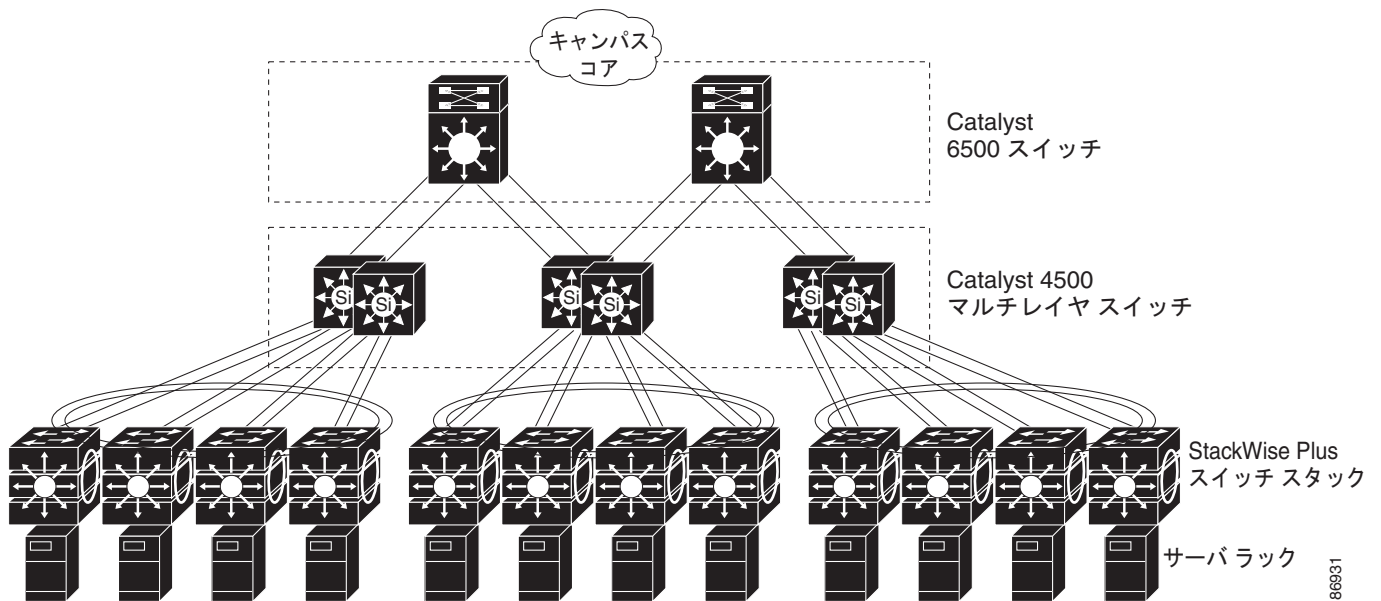 キャンパス
コア
Catalyst
6500 スイッチ
Si
Si
Si
Si
Si
Si
Catalyst 4500
マルチレイヤ スイッチ
StackWise Plus
スイッチ スタック
サーバ ラック
86931